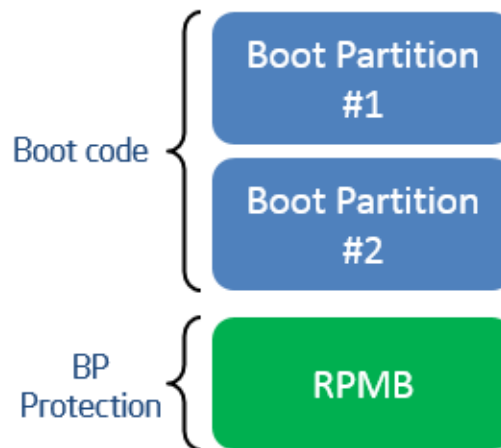 Boot code
Boot Partition
#1
Boot Partition
#2
BP
Protection
RPMB